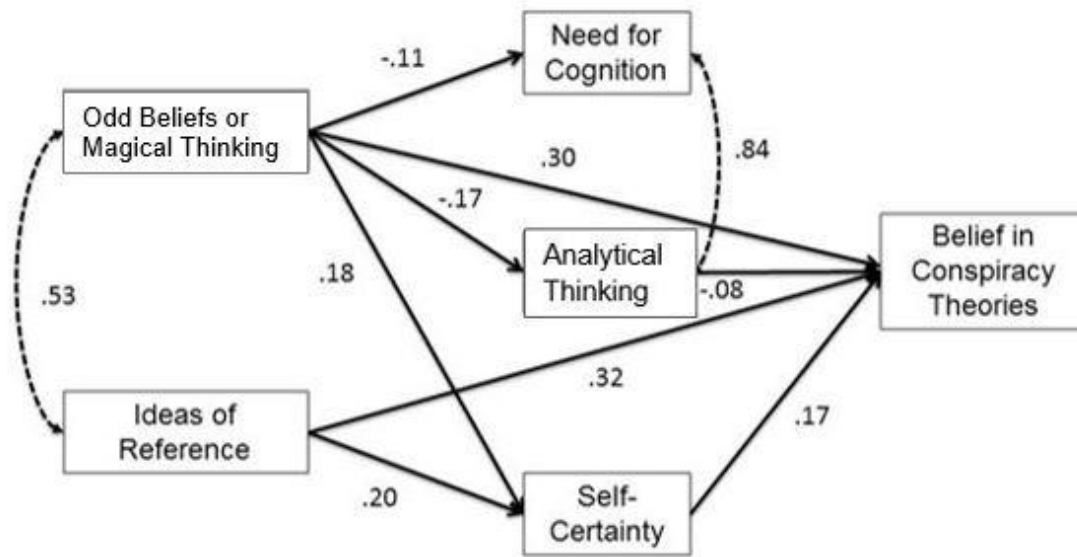 Need for
Cognition
-.11
Odd Beliefs or
Magical Thinking
.30
.84
-.17
Analytical
Thinking
Belief in
Conspiracy
Theories
.18
-.08
.53
.32
Ideas of
Reference
.17
.20
Self-
Certainty